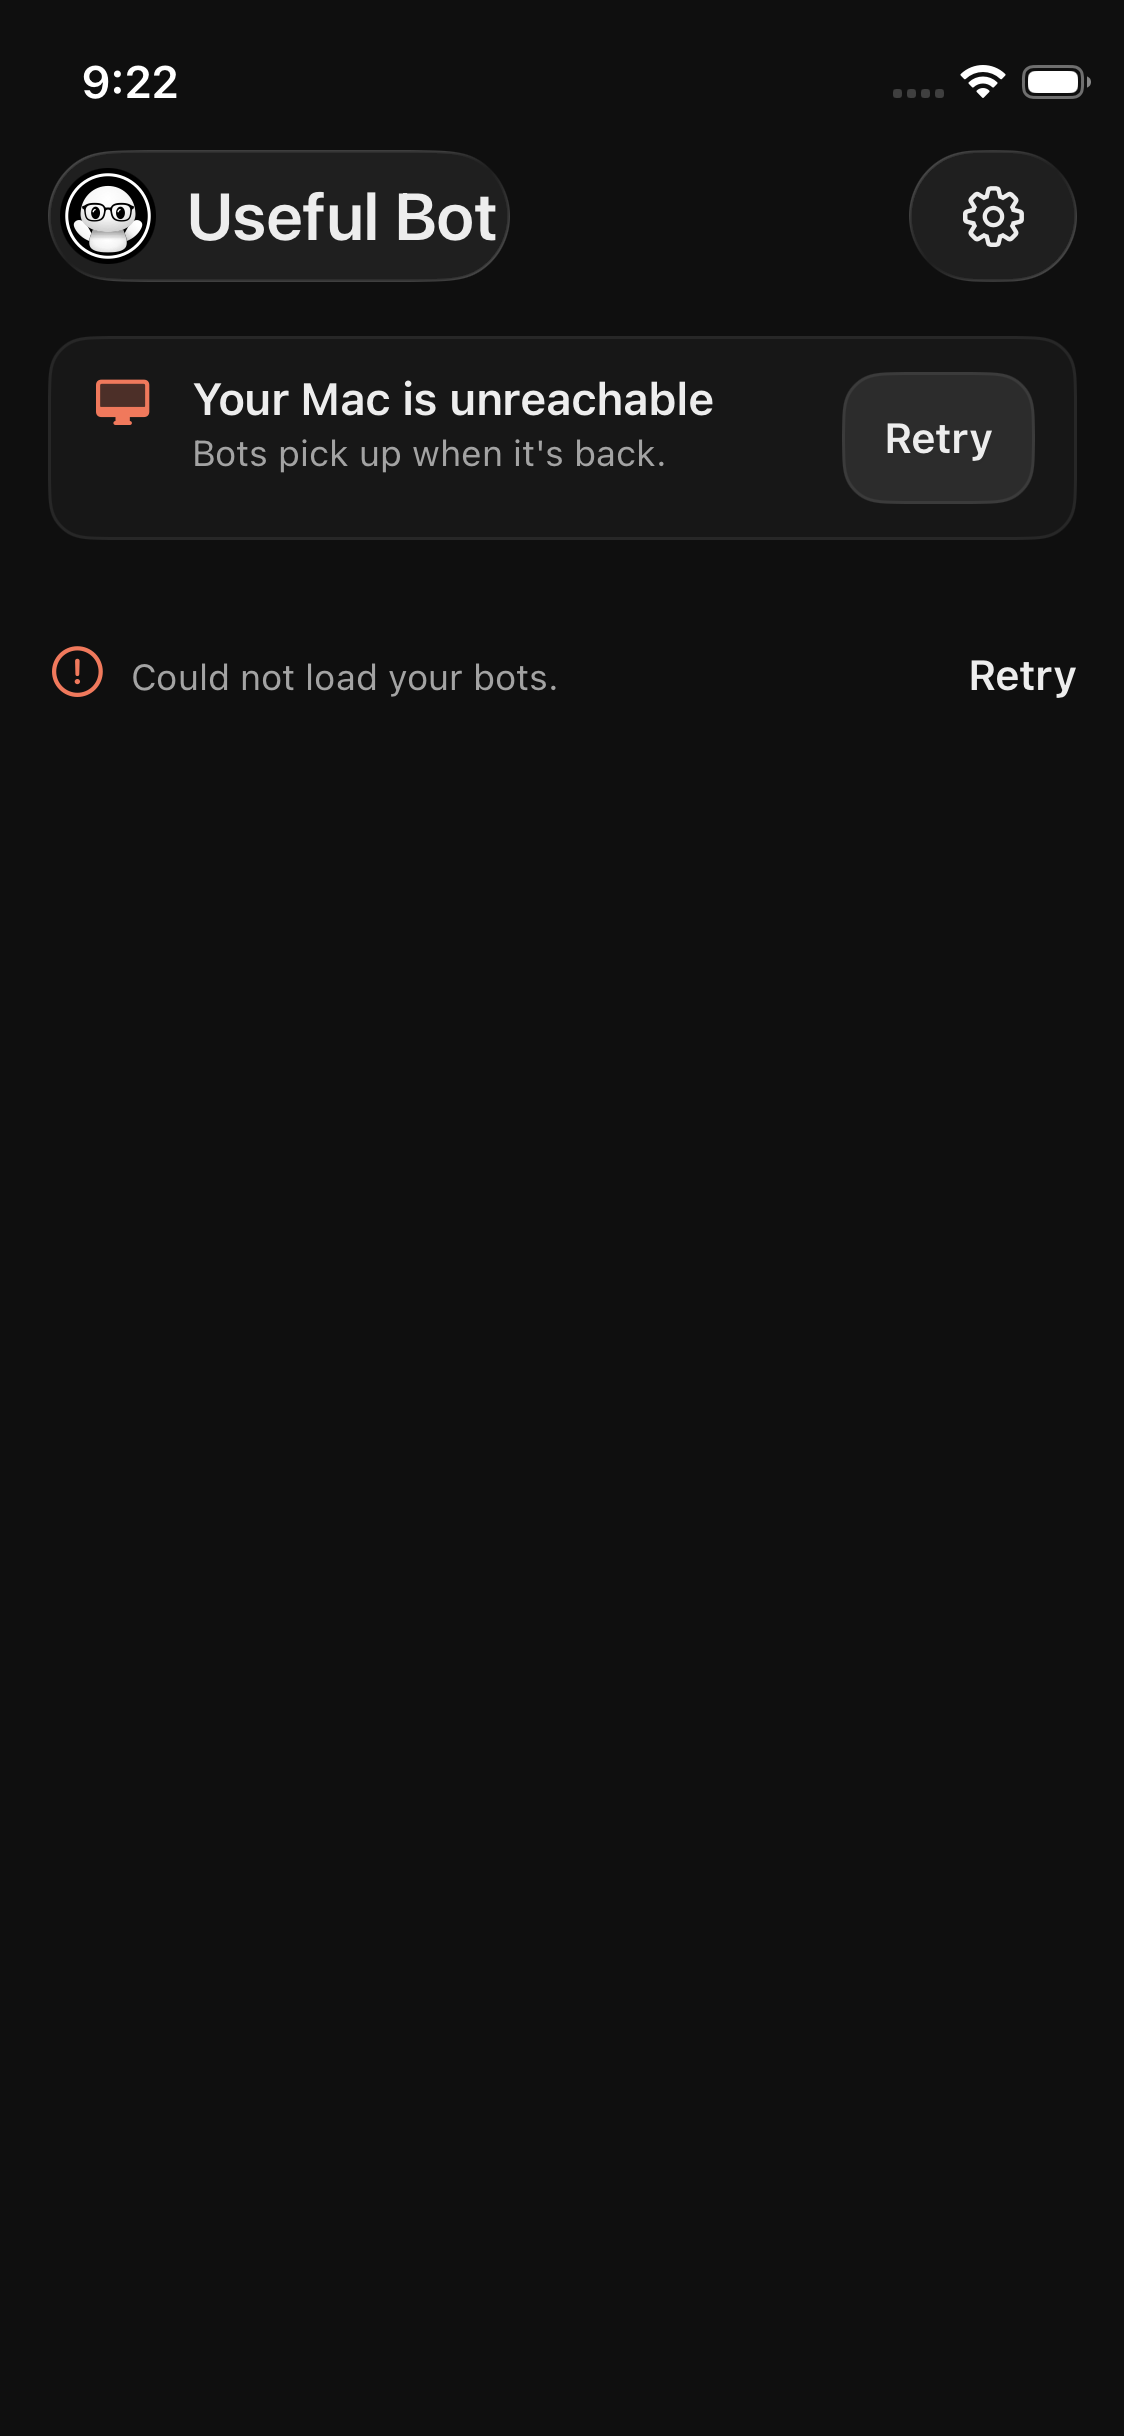 9:22
Useful Bot
Your Mac is unreachable
Bots pick up when it's back.
Retry
Could not load your bots.
Retry